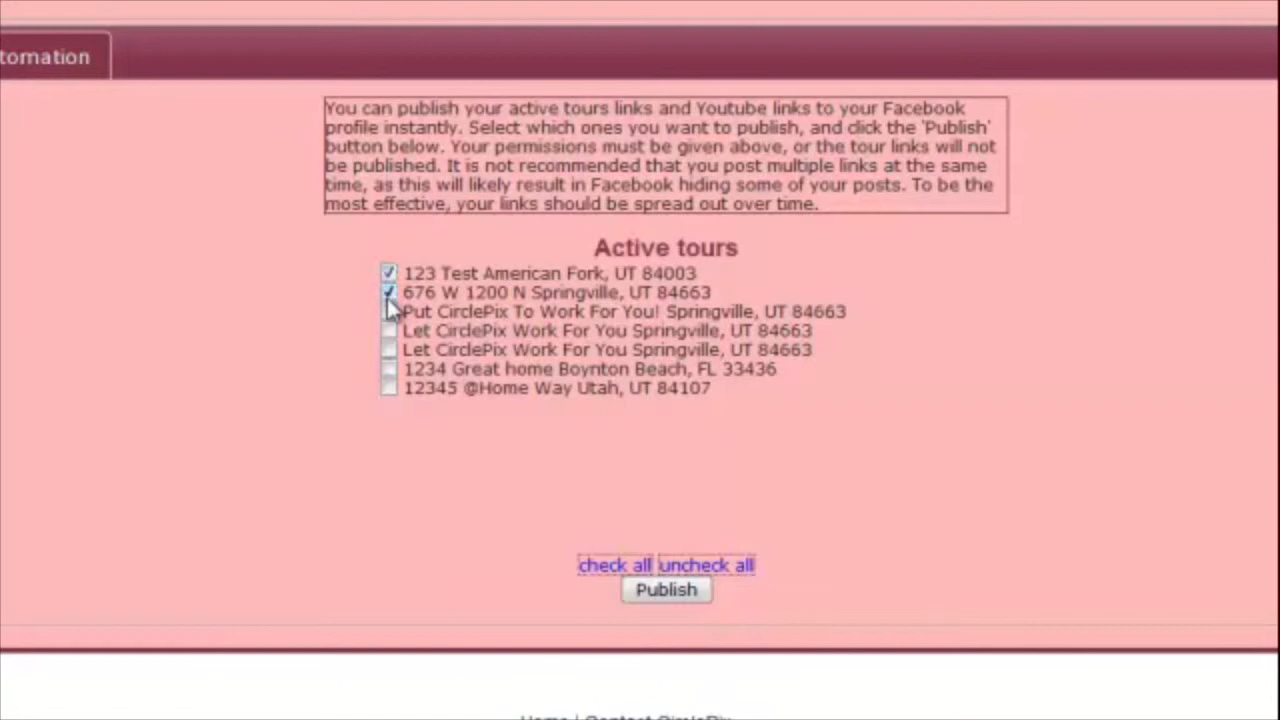 tomation
You can publish your active tours links and Youtube links to your Facebook
profile instantly. Select which ones you want to publish, and click the 'Publish'
button below. Your permissions must be given above, or the tour links will not
be published. It is not recommended that you post multiple links at the same
time, as this will likely result in Facebook hiding some of your posts. To be the
most effective, your links should be spread out over time.
Active tours
123 Test American Fork, UT 84003
676 W 1200 N Springville, UT 84663
Put CirclePix To Work For You! Springville, UT 84663
Let CirclePix Work For You Springville, UT 84663
Let CirclePix Work For You Springville, UT 84663
1234 Great home Boynton Beach, FL 33436
12345 @Home Way Utah, UT 84107
check all uncheck all
Publish
Home | Contact CirclePix